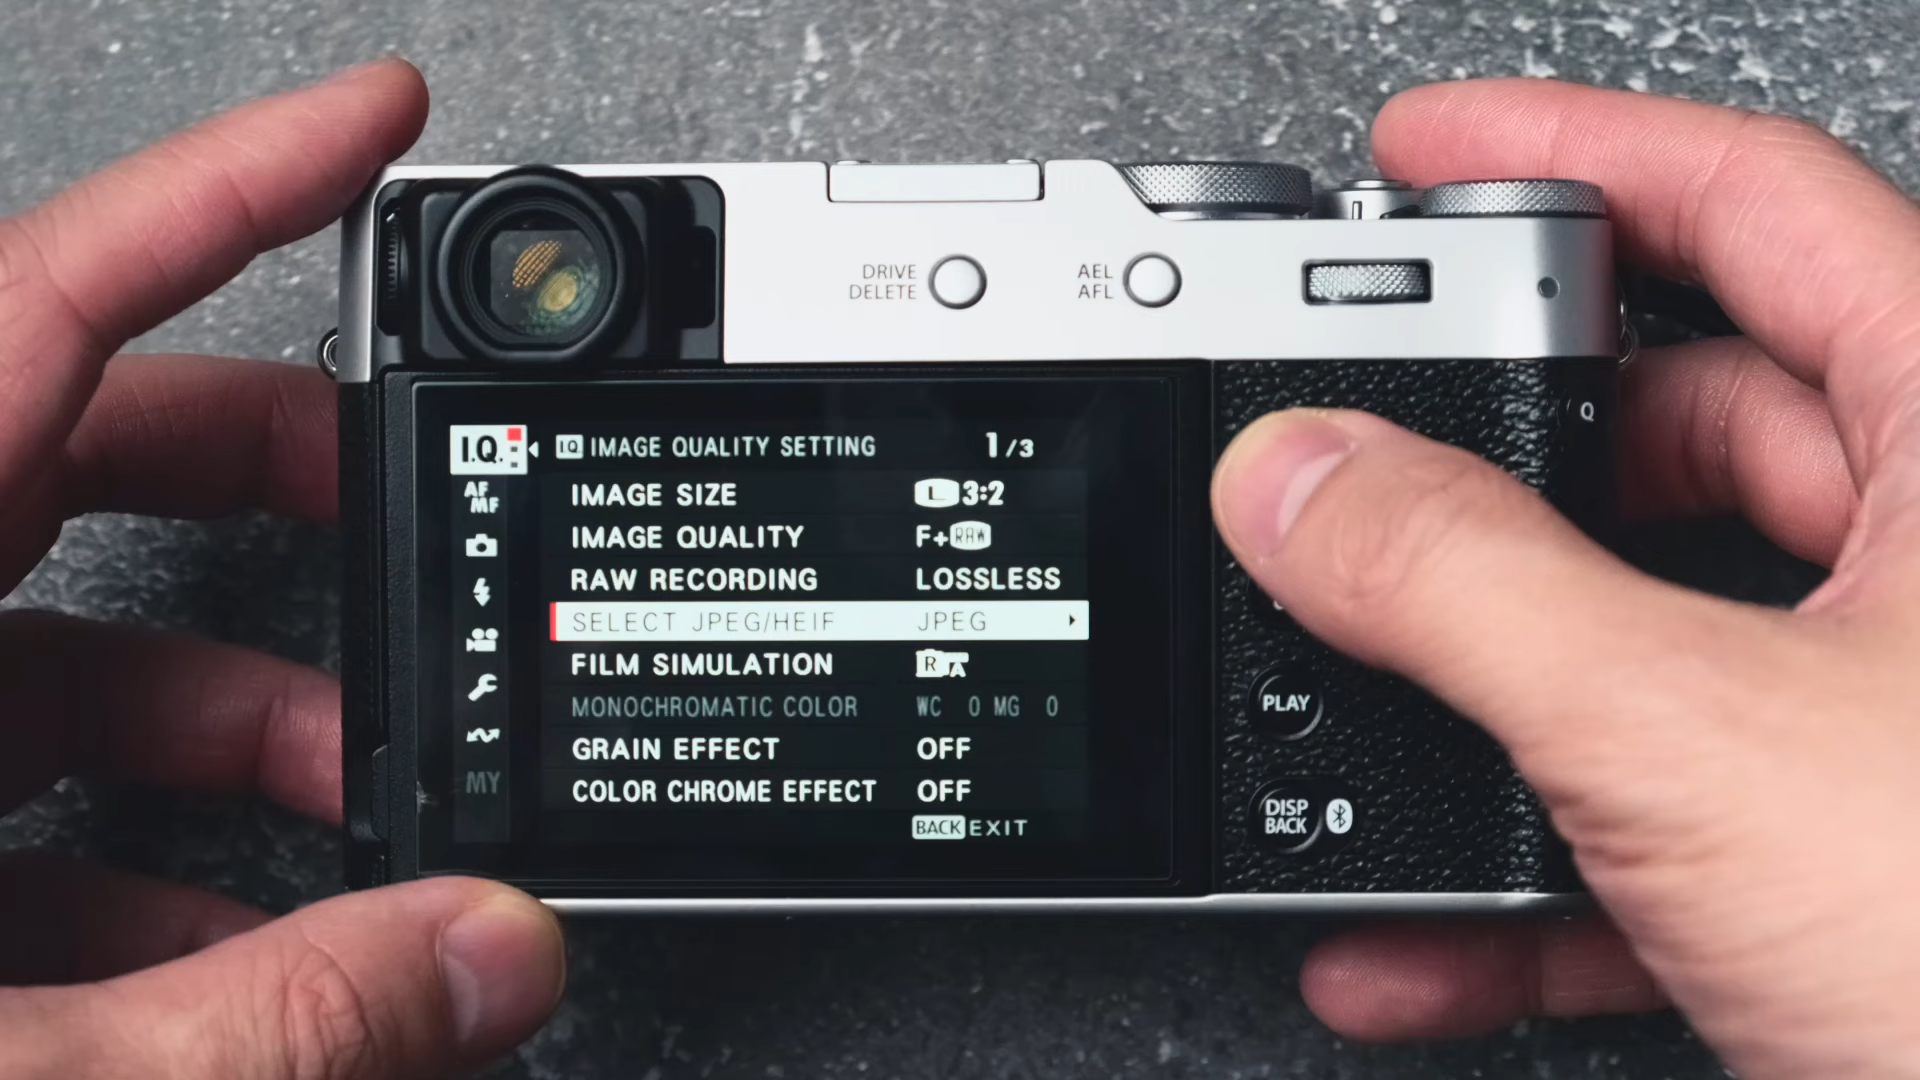 DRIVE
DELETE
AEL
AFL
Q
I.Q. IQ IMAGE QUALITY SETTING 1/3
AF
MF
IMAGE SIZE L 3:2
IMAGE QUALITY F+RAW
RAW RECORDING LOSSLESS
SELECT JPEG/HEIF JPEG
FILM SIMULATION R A
MONOCHROMATIC COLOR WC 0 MG 0
GRAIN EFFECT OFF
MY
COLOR CHROME EFFECT OFF
BACK EXIT
PLAY
DISP
BACK